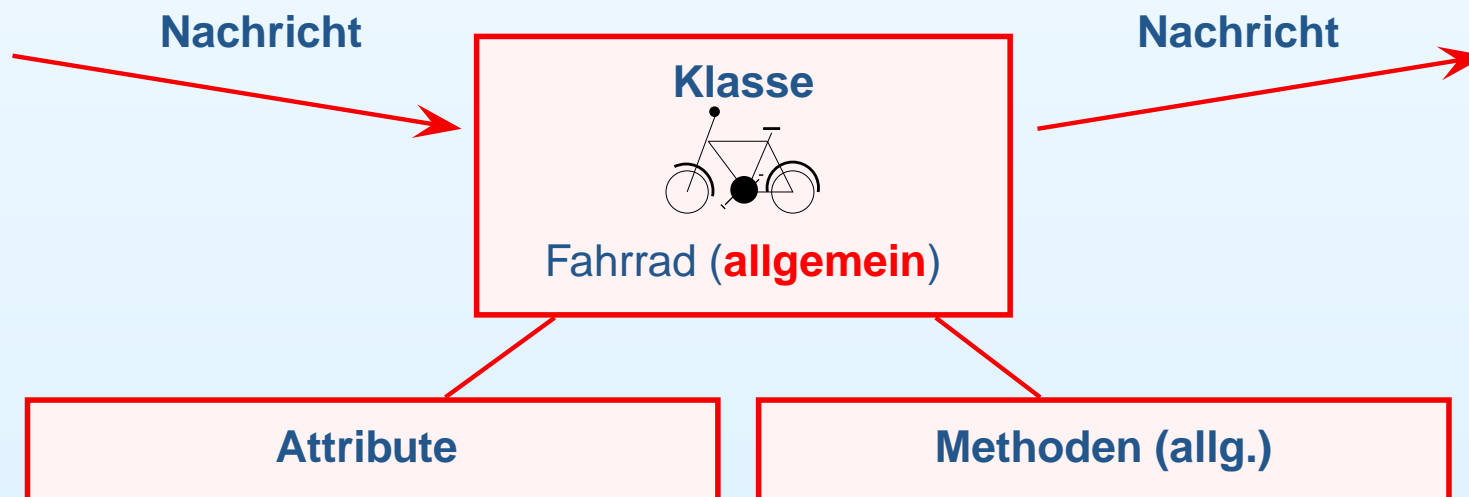 Nachricht
Nachricht
Klasse
Fahrrad (allgemein)
Attribute
Methoden (allg.)